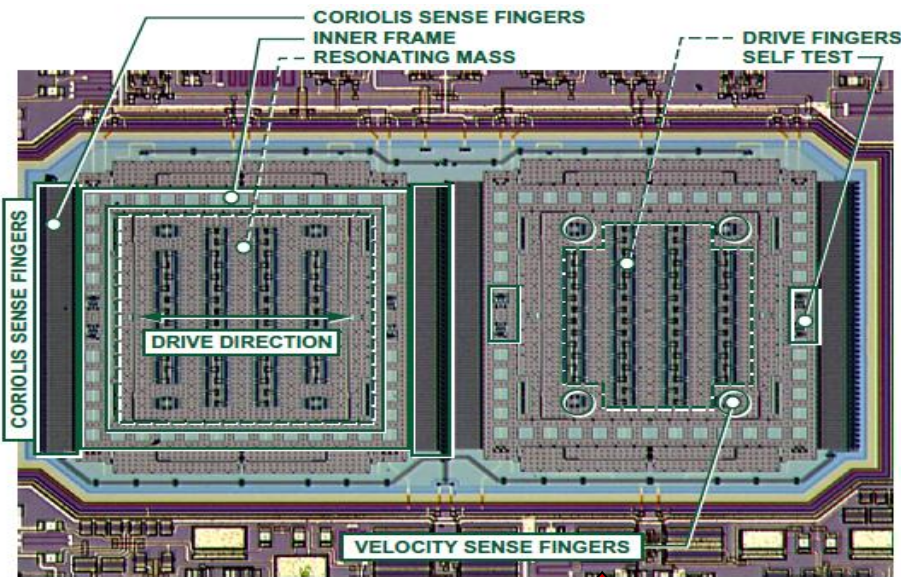 CORIOLIS SENSE FINGERS
INNER FRAME
RESONATING MASS
DRIVE FINGERS
SELF TEST
CORIOLIS SENSE FINGERS
DRIVE DIRECTION
VELOCITY SENSE FINGERS